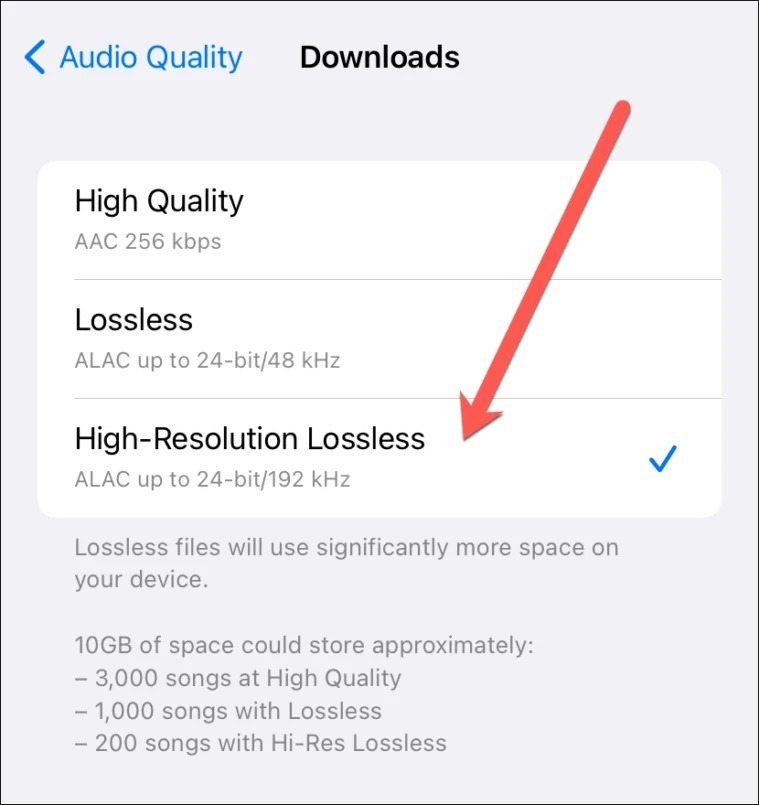 Audio Quality Downloads
High Quality
AAC 256 kbps
Lossless
ALAC up to 24-bit/48 kHz
High-Resolution Lossless
ALAC up to 24-bit/192 kHz
Lossless files will use significantly more space on
your device.
10GB of space could store approximately:
– 3,000 songs at High Quality
– 1,000 songs with Lossless
– 200 songs with Hi-Res Lossless